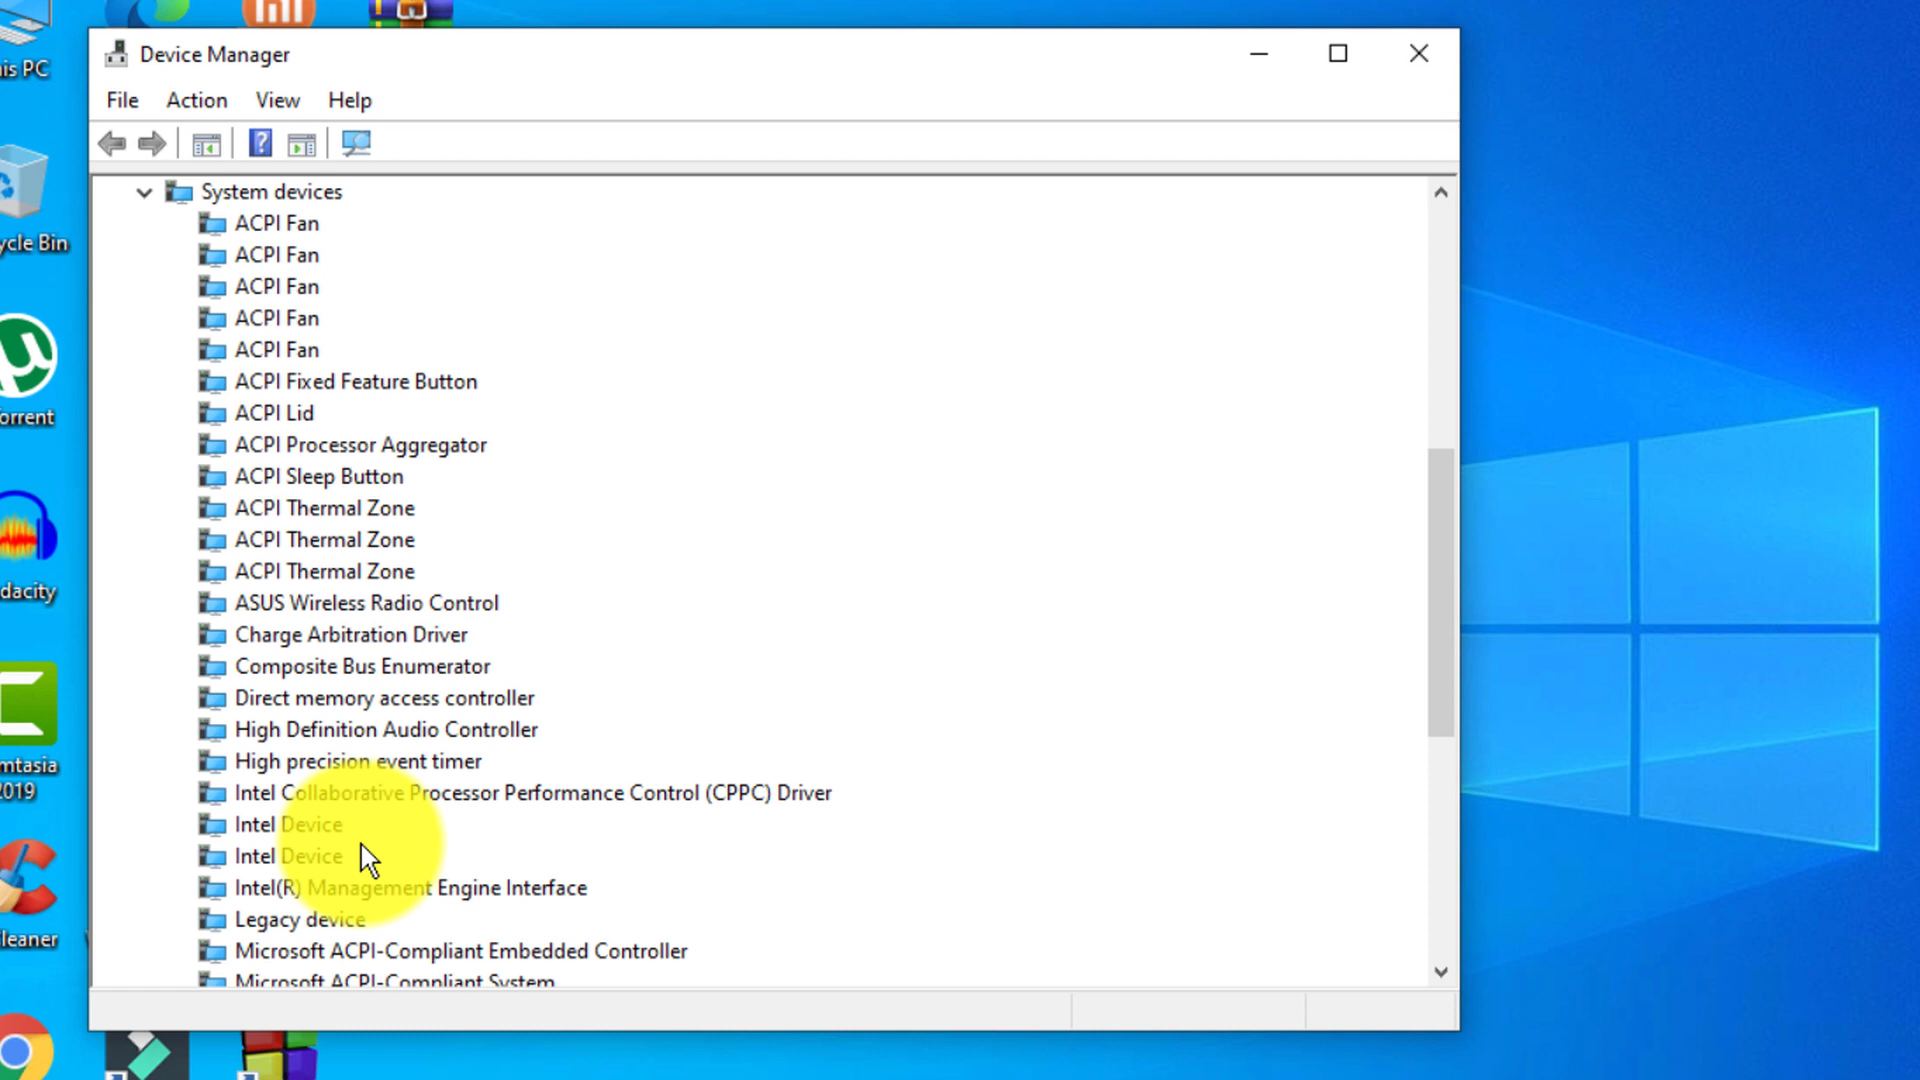 Device Manager
File Action View Help
System devices
ACPI Fan
ACPI Fan
ACPI Fan
ACPI Fan
ACPI Fan
ACPI Fixed Feature Button
ACPI Lid
ACPI Processor Aggregator
ACPI Sleep Button
ACPI Thermal Zone
ACPI Thermal Zone
ACPI Thermal Zone
ASUS Wireless Radio Control
Charge Arbitration Driver
Composite Bus Enumerator
Direct memory access controller
High Definition Audio Controller
High precision event timer
Intel Collaborative Processor Performance Control (CPPC) Driver
Intel Device
Intel Device
Intel(R) Management Engine Interface
Legacy device
Microsoft ACPI-Compliant Embedded Controller
Microsoft ACPI-Compliant System
is PC
ycle Bin
orrent
dacity
mtasia
2019
leaner